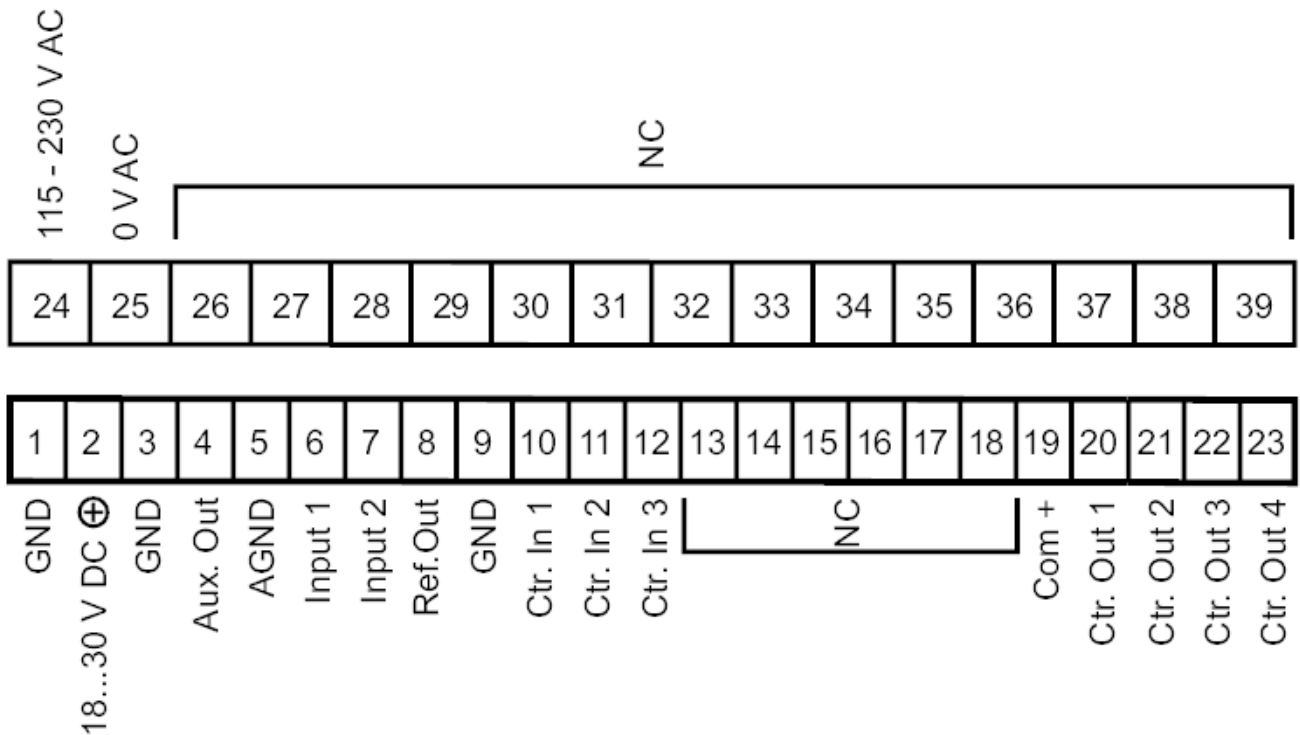 115 - 230 V AC
0 V AC
NC
24 25 26 27 28 29 30 31 32 33 34 35 36 37 38 39
1 2 3 4 5 6 7 8 9 10 11 12 13 14 15 16 17 18 19 20 21 22 23
GND
18...30 V DC ⊕
GND
Aux. Out
AGND
Input 1
Input 2
Ref.Out
GND
Ctr. In 1
Ctr. In 2
Ctr. In 3
NC
Com +
Ctr. Out 1
Ctr. Out 2
Ctr. Out 3
Ctr. Out 4